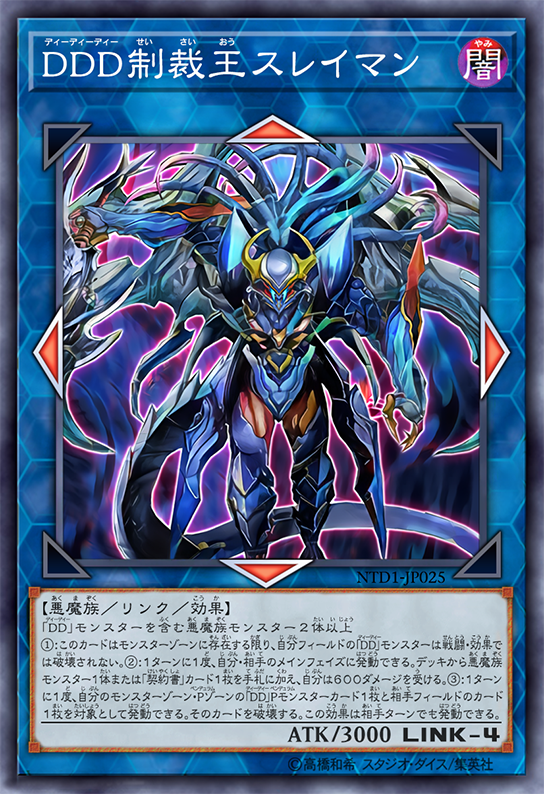 ディーディーディー せい さい おう
DDD制裁王スレイマン
やみ
闇
NTD1-JP025
あく ま ぞく こう か
【悪魔族/リンク/効果】
「DD」モンスターを含む悪魔族モンスター2体以上
①:このカードはモンスターゾーンに存在する限り、自分フィールドの「DD」モンスターは戦闘・効果で
は破壊されない。②:1ターンに1度、自分・相手のメインフェイズに発動できる。デッキから悪魔族
モンスター1体または「契約書」カード1枚を手札に加え、自分は600ダメージを受ける。③:1ターン
に1度、自分のモンスターゾーン・Pゾーンの「DD」Pモンスターカード1枚と相手フィールドのカード
1枚を対象として発動できる。そのカードを破壊する。この効果は相手ターンでも発動できる。
ATK/3000 LINK-4
©高橋和希 スタジオ・ダイス/集英社